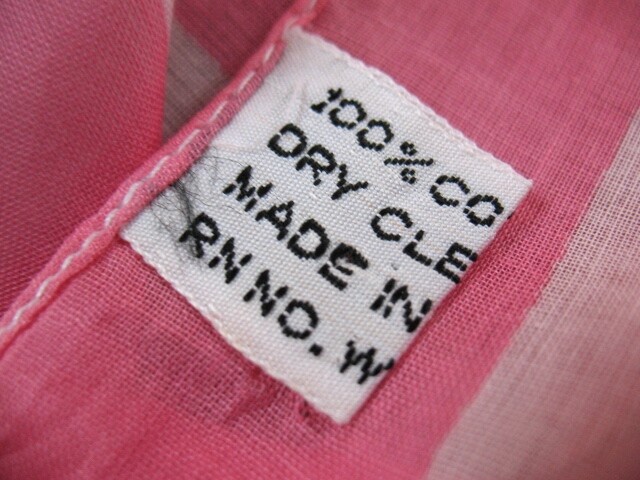 100% CO
DRY CLE
MADE IN
RN NO. W